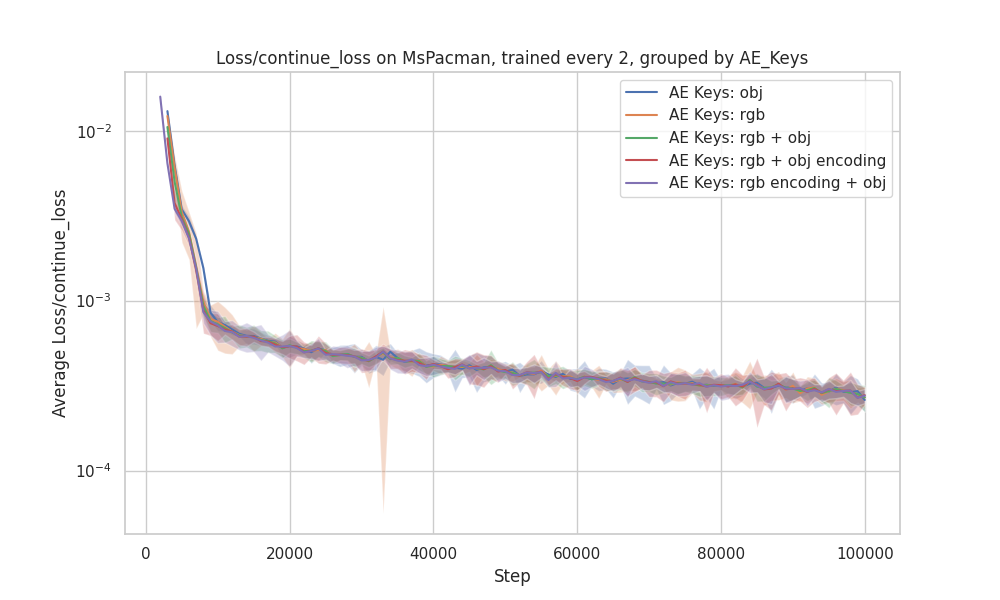 Loss/continue_loss on MsPacman, trained every 2, grouped by AE_Keys
AE Keys: obj
AE Keys: rgb
AE Keys: rgb + obj
AE Keys: rgb + obj encoding
AE Keys: rgb encoding + obj
Average Loss/continue_loss
10⁻²
10⁻³
10⁻⁴
0 20000 40000 60000 80000 100000
Step